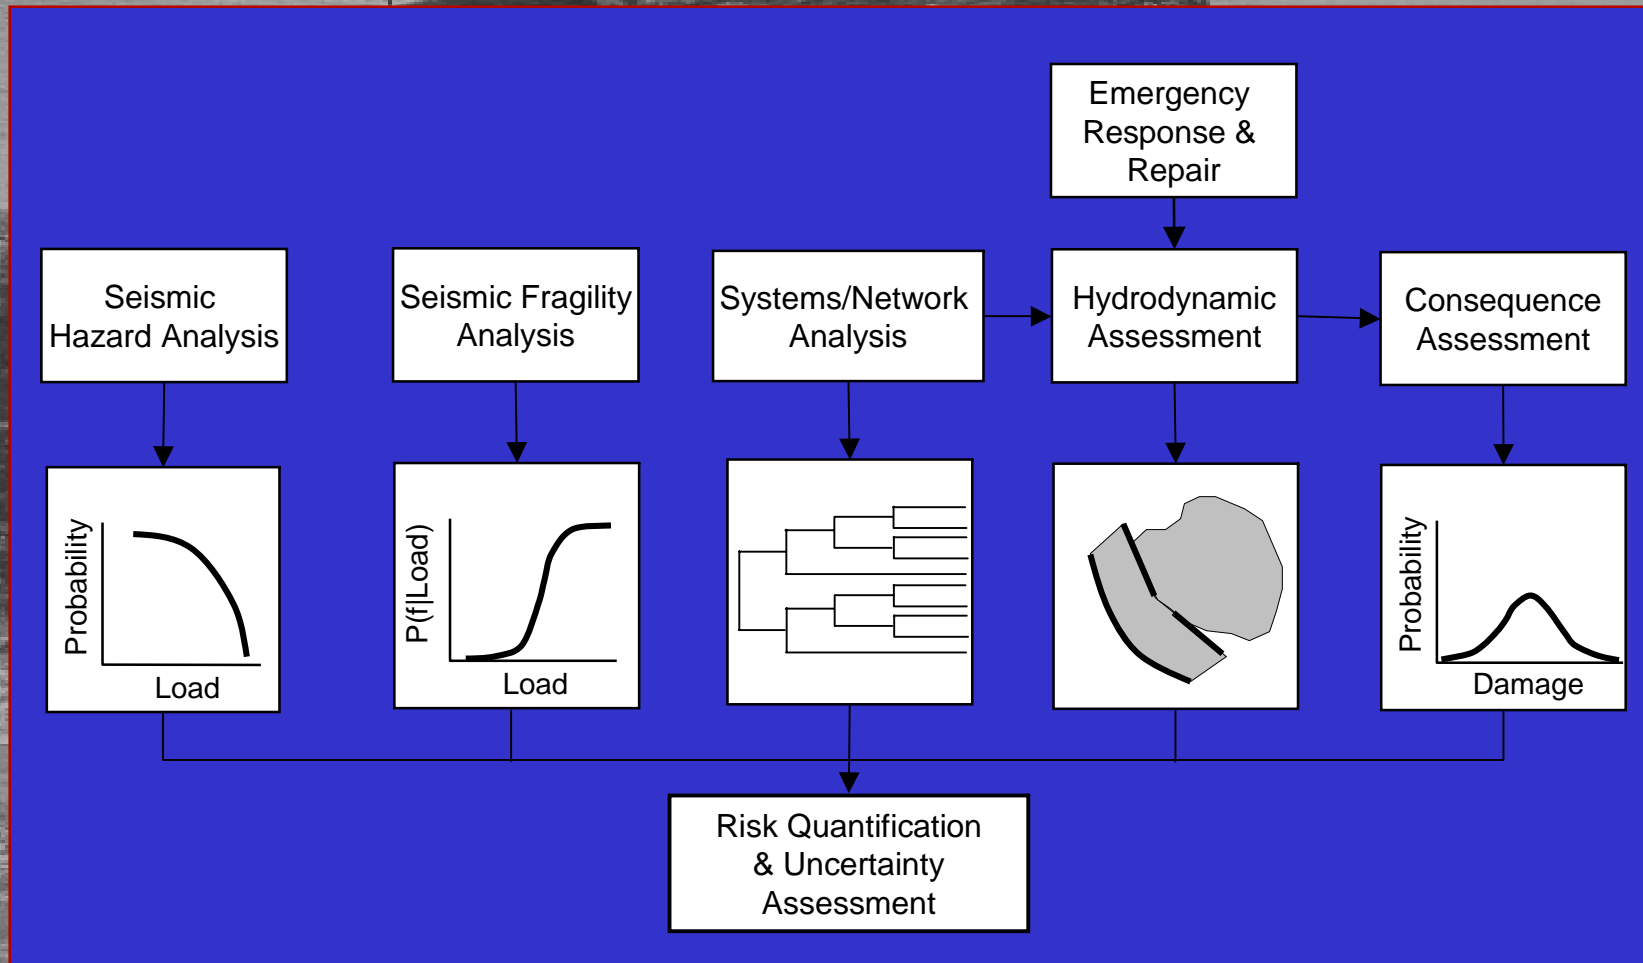 Emergency
Response &
Repair
Seismic
Hazard Analysis
Seismic Fragility
Analysis
Systems/Network
Analysis
Hydrodynamic
Assessment
Consequence
Assessment
Probability
Load
P(f|Load)
Load
Probability
Damage
Risk Quantification
& Uncertainty
Assessment